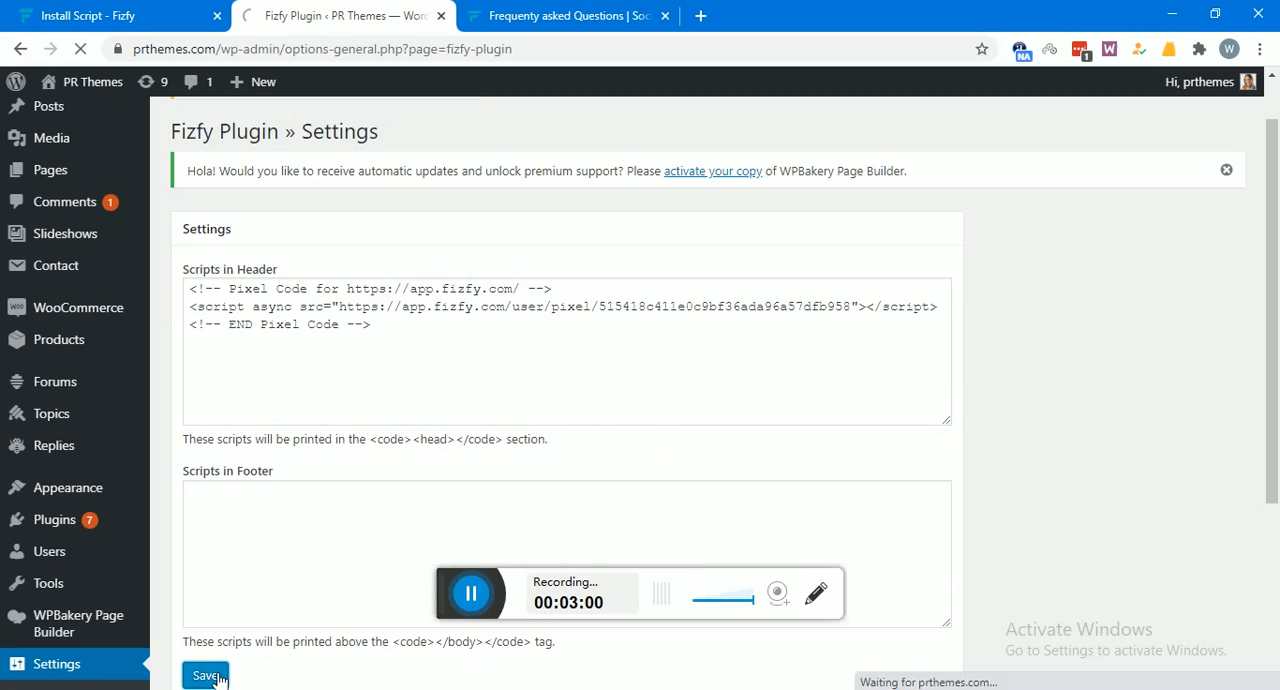 Install Script - Fizfy
Fizfy Plugin ‹ PR Themes — Wor
Frequenty asked Questions | Soc
prthemes.com/wp-admin/options-general.php?page=fizfy-plugin
NA
1
W
W
PR Themes
9
1
New
Hi, prthemes
Posts
Media
Pages
Comments 1
Slideshows
Contact
WooCommerce
Products
Forums
Topics
Replies
Appearance
Plugins 7
Users
Tools
WPBakery Page
Builder
Settings
Fizfy Plugin » Settings
Hola! Would you like to receive automatic updates and unlock premium support? Please activate your copy of WPBakery Page Builder.
Settings
Scripts in Header
<!-- Pixel Code for https://app.fizfy.com/ -->
<script async src="https://app.fizfy.com/user/pixel/515418c411e0c9bf36ada96a57dfb958"></script>
<!-- END Pixel Code -->
These scripts will be printed in the <code><head></code> section.
Scripts in Footer
Recording...
00:03:00
These scripts will be printed above the <code></body></code> tag.
Save
Activate Windows
Go to Settings to activate Windows.
Waiting for prthemes.com...